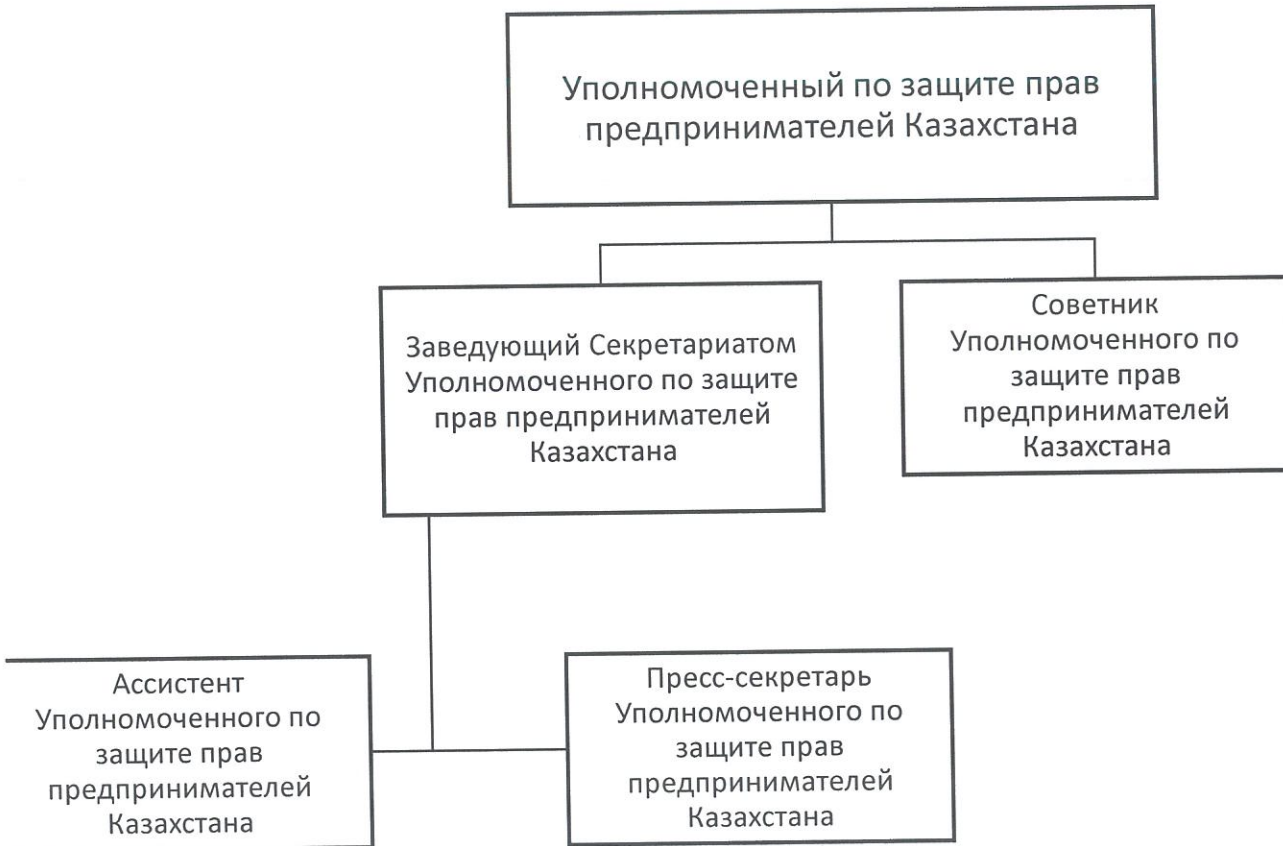 Уполномоченный по защите прав
предпринимателей Казахстана
Заведующий Секретариатом
Уполномоченного по защите
прав предпринимателей
Казахстана
Советник
Уполномоченного по
защите прав
предпринимателей
Казахстана
Ассистент
Уполномоченного по
защите прав
предпринимателей
Казахстана
Пресс-секретарь
Уполномоченного по
защите прав
предпринимателей
Казахстана